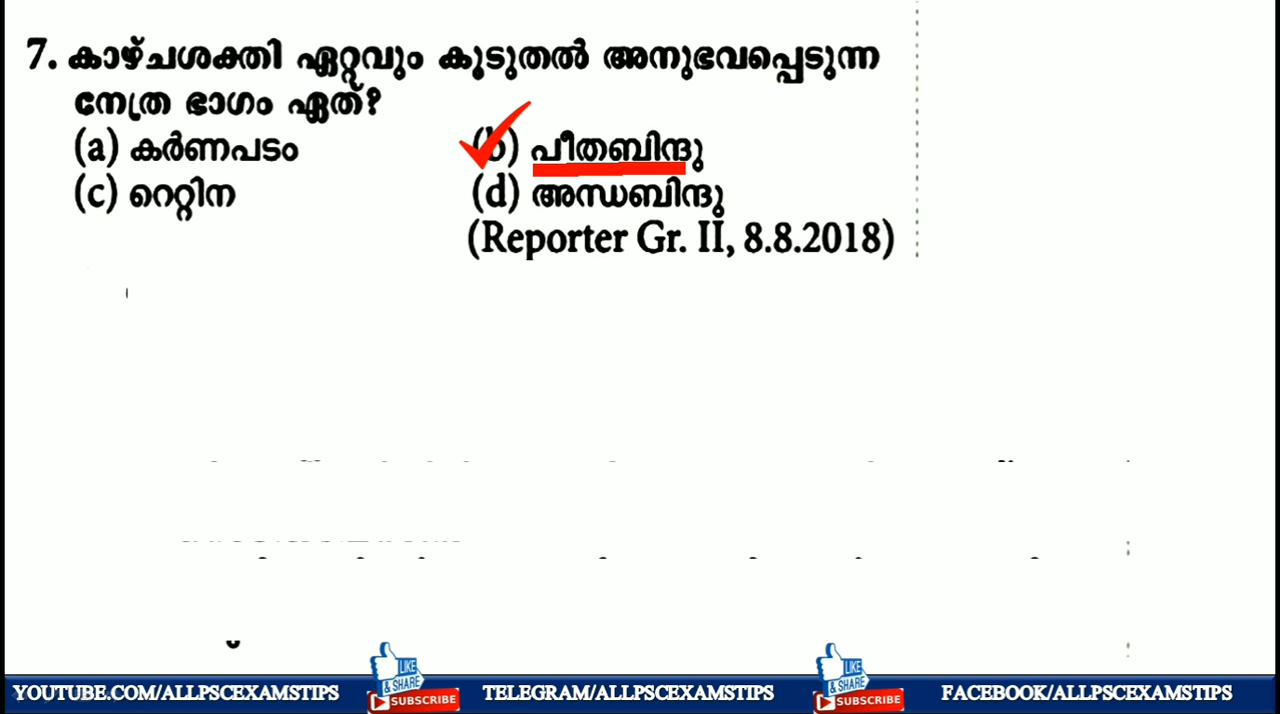 7. കാഴ്ചശക്തി ഏറ്റവും കൂടുതൽ അനുഭവപ്പെടുന്ന
നേത്ര ഭാഗം ഏത്?
(a) കർണപടം (b) പീതബിന്ദു
(c) റെറ്റിന (d) അന്ധബിന്ദു
(Reporter Gr. II, 8.8.2018)
LIKE & SHARE LIKE & SHARE
YOUTUBE.COM/ALLPSCEXAMSTIPS SUBSCRIBE TELEGRAM/ALLPSCEXAMSTIPS SUBSCRIBE FACEBOOK/ALLPSCEXAMSTIPS